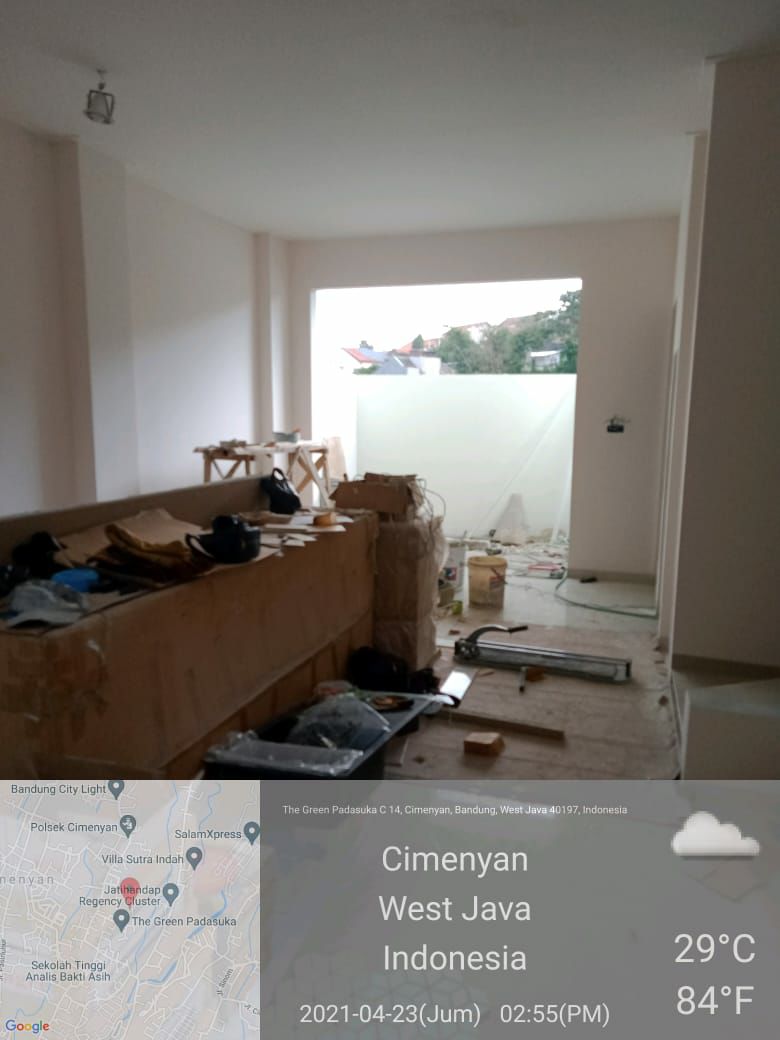 Bandung City Light
Polsek Cimenyan
SalamXpress
Villa Sutra Indah
menyan
Jatihandap
Regency Cluster
The Green Padasuka
Sekolah Tinggi
Analis Bakti Asih
Google
The Green Padasuka C 14, Cimenyan, Bandung, West Java 40197, Indonesia
Cimenyan
West Java
Indonesia
2021-04-23(Jum) 02:55(PM)
29°C
84°F